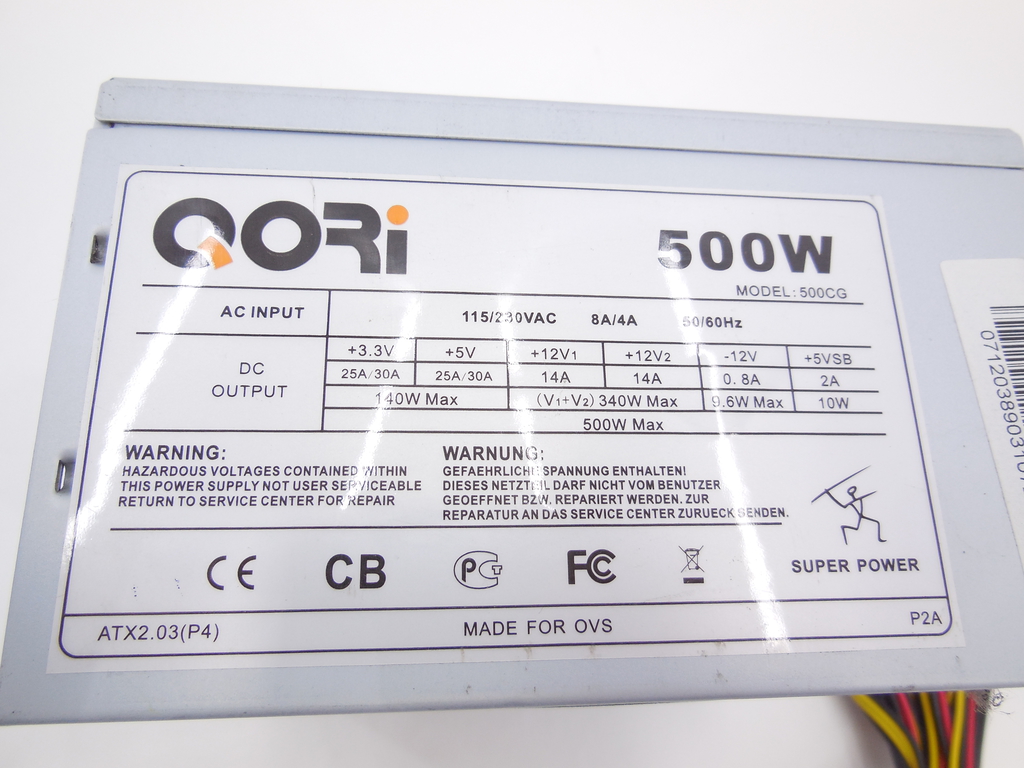 QORi
500W
MODEL: 500CG
AC INPUT 115/230VAC 8A/4A 50/60Hz
DC OUTPUT
+3.3V +5V +12V1 +12V2 -12V +5VSB
25A/30A 25A/30A 14A 14A 0.8A 2A
140W Max (V1+V2) 340W Max 9.6W Max 10W
500W Max
WARNING:
HAZARDOUS VOLTAGES CONTAINED WITHIN
THIS POWER SUPPLY NOT USER SERVICEABLE
RETURN TO SERVICE CENTER FOR REPAIR
WARNUNG:
GEFAEHRLICHE SPANNUNG ENTHALTEN!
DIESES NETZTEIL DARF NICHT VOM BENUTZER
GEOEFFNET BZW. REPARIERT WERDEN. ZUR
REPARATUR AN DAS SERVICE CENTER ZURUECK SENDEN.
CE CB PCT FC
SUPER POWER
ATX2.03(P4) MADE FOR OVS P2A